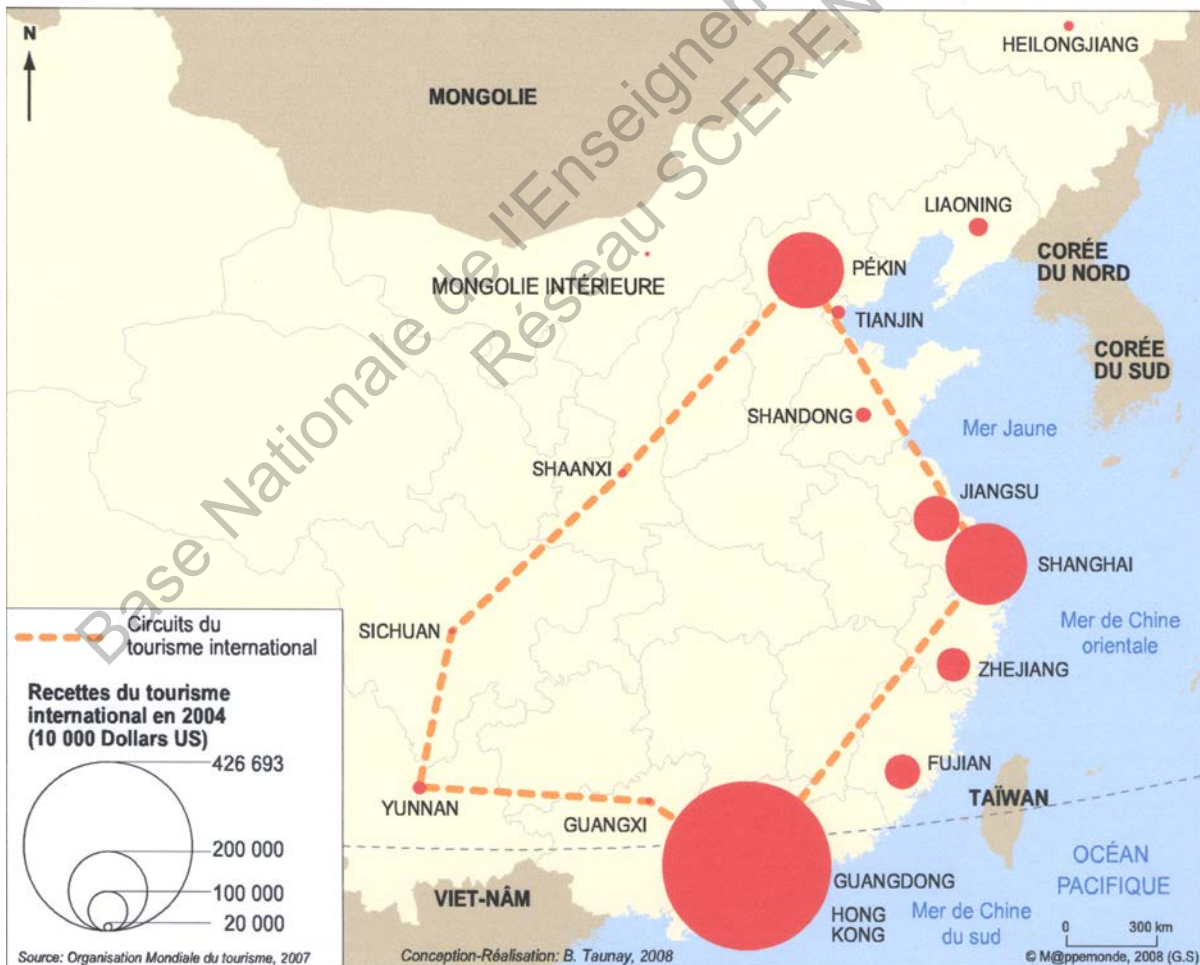 Base Nationale de l'Enseignem
Réseau SCEREN
N
HEILONGJIANG
MONGOLIE
LIAONING
CORÉE
DU NORD
PÉKIN
MONGOLIE INTÉRIEURE
TIANJIN
CORÉE
DU SUD
SHANDONG
Mer Jaune
SHAANXI
JIANGSU
SHANGHAI
SICHUAN
Mer de Chine
orientale
ZHEJIANG
FUJIAN
TAÏWAN
YUNNAN
GUANGXI
OCÉAN
PACIFIQUE
GUANGDONG
HONG
KONG
VIET-NÂM
Mer de Chine
du sud
0 300 km
Circuits du
tourisme international
Recettes du tourisme
international en 2004
(10 000 Dollars US)
426 693
200 000
100 000
20 000
Source: Organisation Mondiale du tourisme, 2007
Conception-Réalisation: B. Taunay, 2008
© M@ppemonde, 2008 (G.S)